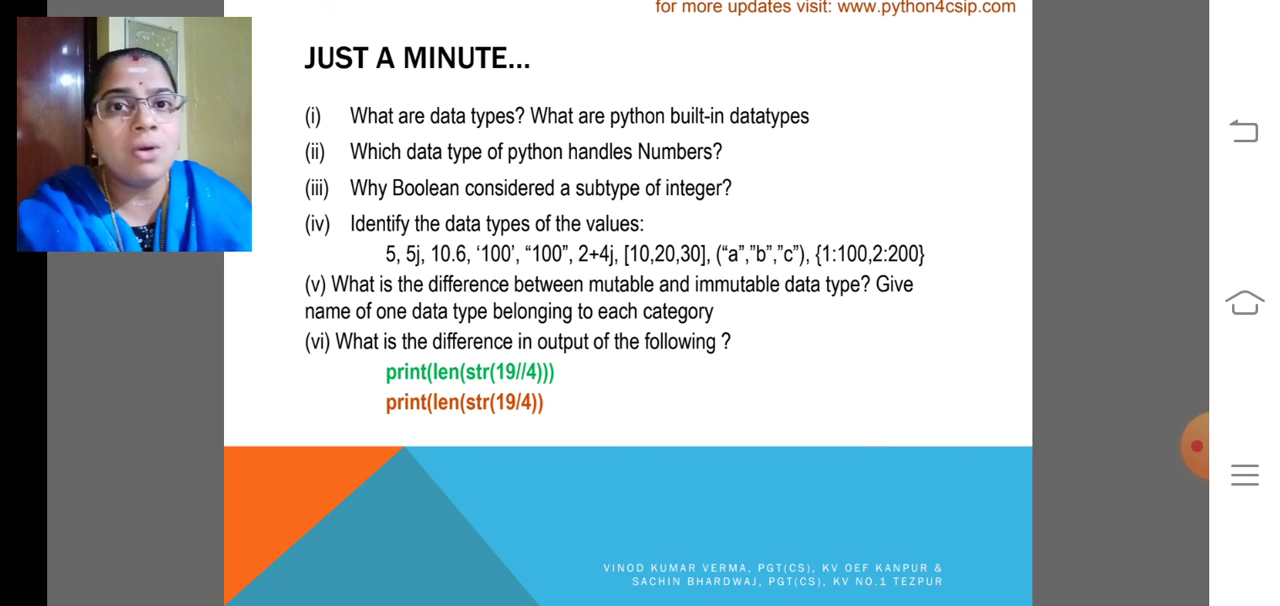 for more updates visit: www.python4csip.com
JUST A MINUTE...
(i) What are data types? What are python built-in datatypes
(ii) Which data type of python handles Numbers?
(iii) Why Boolean considered a subtype of integer?
(iv) Identify the data types of the values:
5, 5j, 10.6, ‘100’, “100”, 2+4j, [10,20,30], (“a”,”b”,”c”), {1:100,2:200}
(v) What is the difference between mutable and immutable data type? Give
name of one data type belonging to each category
(vi) What is the difference in output of the following ?
print(len(str(19//4)))
print(len(str(19/4))
VINOD KUMAR VERMA, PGT(CS), KV OEF KANPUR &
SACHIN BHARDWAJ, PGT(CS), KV NO.1 TEZPUR